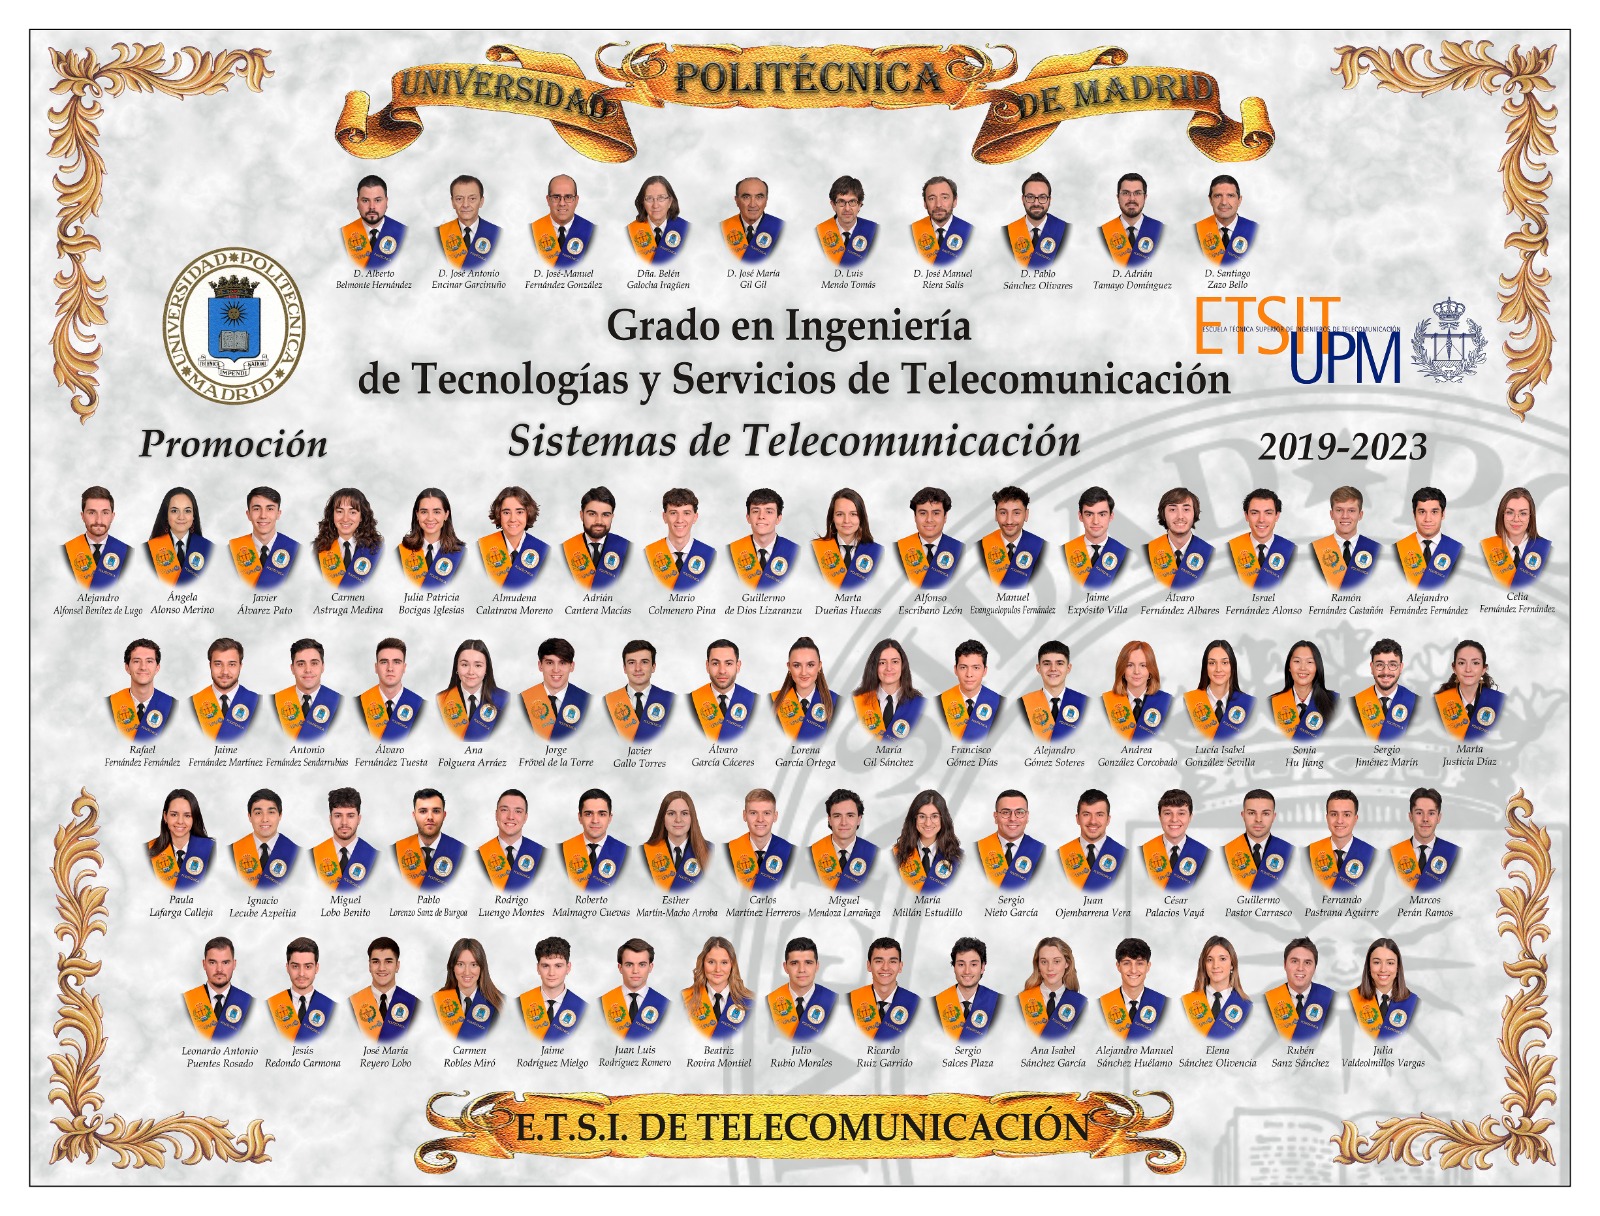 UNIVERSIDAD POLITÉCNICA DE MADRID
D. Alberto
Belmonte Hernández
D. José Antonio
Encinar Garcinuño
D. José-Manuel
Fernández González
Dña. Belén
Galocha Iragüen
D. José María
Gil Gil
D. Luis
Mendo Tomás
D. José Manuel
Riera Salís
D. Pablo
Sánchez Olivares
D. Adrián
Tamayo Domínguez
D. Santiago
Zazo Bello
UNIVERSIDAD POLITECNICA MADRID
TECHNICA IMPENDI NATIONI
Grado en Ingeniería
de Tecnologías y Servicios de Telecomunicación
ETSIT
ESCUELA TÉCNICA SUPERIOR DE INGENIEROS DE TELECOMUNICACIÓN
UPM
Promoción
Sistemas de Telecomunicación
2019-2023
Alejandro
Alfonsel Benítez de Lugo
Ángela
Alonso Merino
Javier
Álvarez Pato
Carmen
Astruga Medina
Julia Patricia
Bocigas Iglesias
Almudena
Calatrava Moreno
Adrián
Cantera Macías
Mario
Colmenero Pina
Guillermo
de Dios Lizaranzu
Marta
Dueñas Huecas
Alfonso
Escribano León
Manuel
Evanguelopulos Fernández
Jaime
Expósito Villa
Álvaro
Fernández Albares
Israel
Fernández Alonso
Ramón
Fernández Castañón
Alejandro
Fernández Fernández
Celia
Fernández Fernández
Rafael
Fernández Fernández
Jaime
Fernández Martínez
Antonio
Fernández Sendarrubias
Álvaro
Fernández Tuesta
Ana
Folguera Arráez
Jorge
Frövel de la Torre
Javier
Gallo Torres
Álvaro
García Cáceres
Lorena
García Ortega
María
Gil Sánchez
Francisco
Gómez Días
Alejandro
Gómez Soteres
Andrea
González Corcobado
Lucía Isabel
González Sevilla
Sonia
Hu Jiang
Sergio
Jiménez Marín
Marta
Justicia Díaz
Paula
Lafarga Calleja
Ignacio
Lecube Azpeitia
Miguel
Lobo Benito
Pablo
Lorenzo Sanz de Burgoa
Rodrigo
Luengo Montes
Roberto
Malmagro Cuevas
Esther
Martín-Macho Arroba
Carlos
Martínez Herreros
Miguel
Mendoza Larrañaga
María
Millán Estudillo
Sergio
Nieto García
Juan
Ojembarrena Vera
César
Palacios Vayá
Guillermo
Pastor Carrasco
Fernando
Pastrana Aguirre
Marcos
Perán Ramos
Leonardo Antonio
Puentes Rosado
Jesús
Redondo Carmona
José María
Reyero Lobo
Carmen
Robles Miró
Jaime
Rodríguez Mielgo
Juan Luis
Rodríguez Romero
Beatriz
Rovira Montiel
Julio
Rubio Morales
Ricardo
Ruiz Garrido
Sergio
Salces Plaza
Ana Isabel
Sánchez García
Alejandro Manuel
Sánchez Huélamo
Elena
Sánchez Olivencia
Rubén
Sanz Sánchez
Julia
Valdeolmillos Vargas
E.T.S.I. DE TELECOMUNICACIÓN